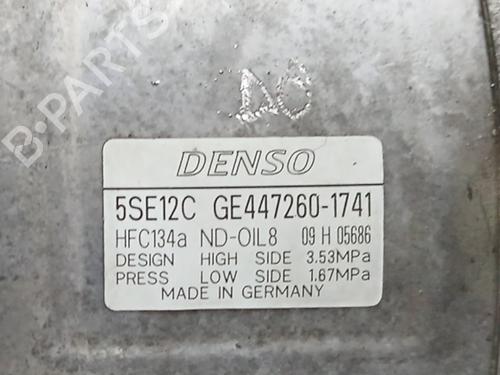 B-PARTS
DENSO
5SE12C GE447260-1741
HFC134a ND-OIL8 09 H 05686
DESIGN HIGH SIDE 3.53MPa
PRESS LOW SIDE 1.67MPa
MADE IN GERMANY